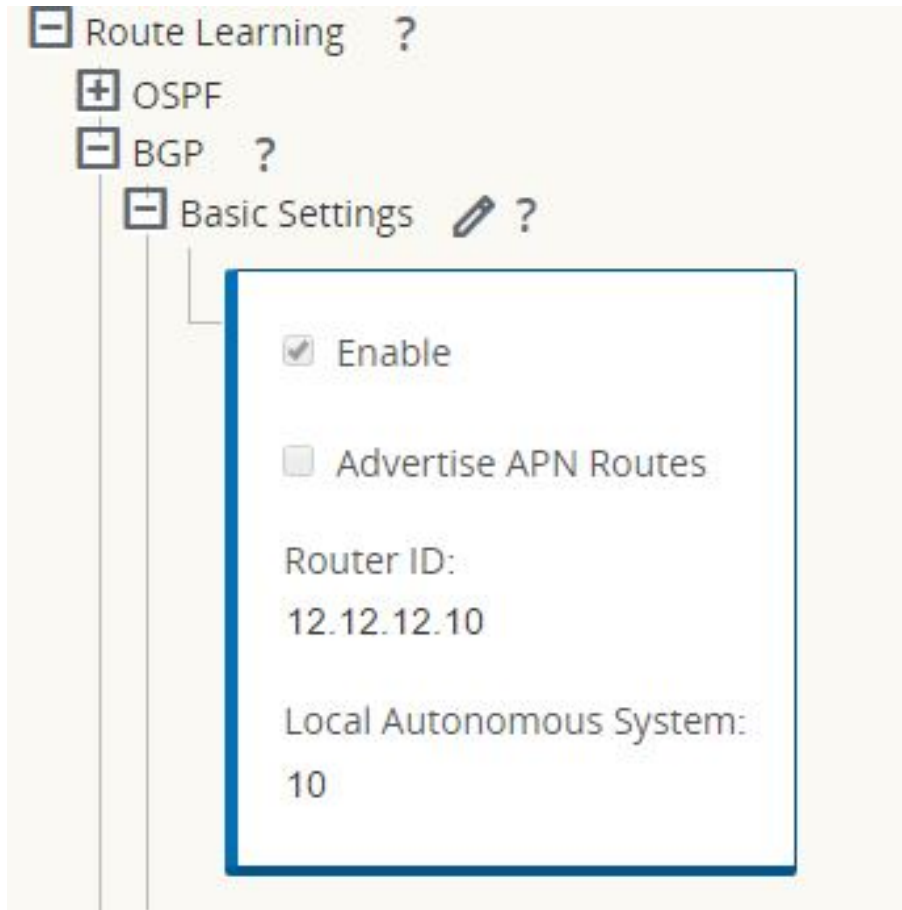 Route Learning ?
OSPF
BGP ?
Basic Settings ?
Enable
Advertise APN Routes
Router ID:
12.12.12.10
Local Autonomous System:
10